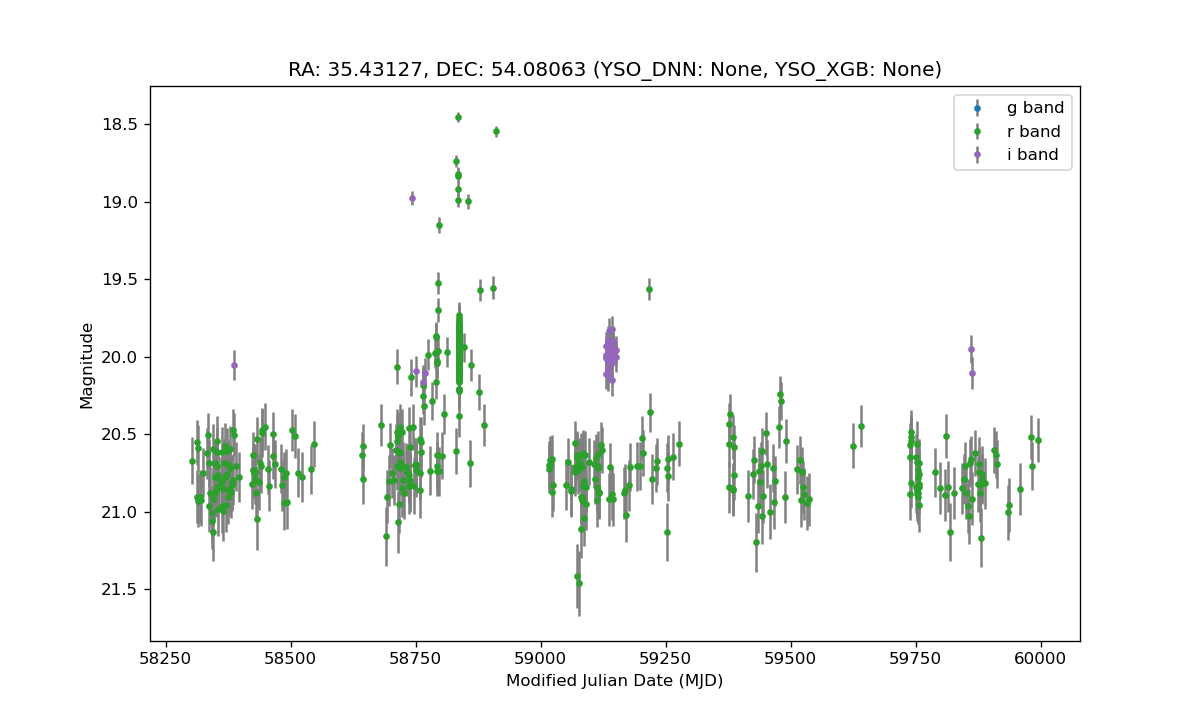 RA: 35.43127, DEC: 54.08063 (YSO_DNN: None, YSO_XGB: None)
g band
r band
i band
18.5
19.0
19.5
20.0
20.5
21.0
21.5
Magnitude
58250 58500 58750 59000 59250 59500 59750 60000
Modified Julian Date (MJD)